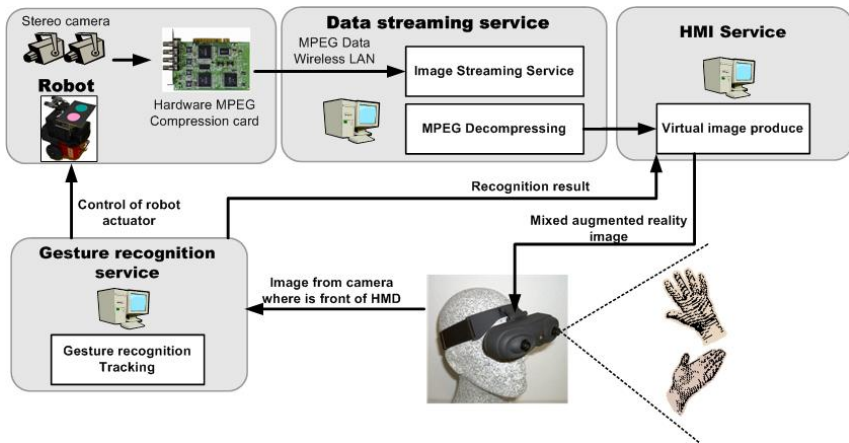 Stereo camera
Robot
Hardware MPEG
Compression card
Data streaming service
MPEG Data
Wireless LAN
Image Streaming Service
MPEG Decompressing
HMI Service
Virtual image produce
Control of robot
actuator
Recognition result
Mixed augmented reality
image
Gesture recognition
service
Gesture recognition
Tracking
Image from camera
where is front of HMD